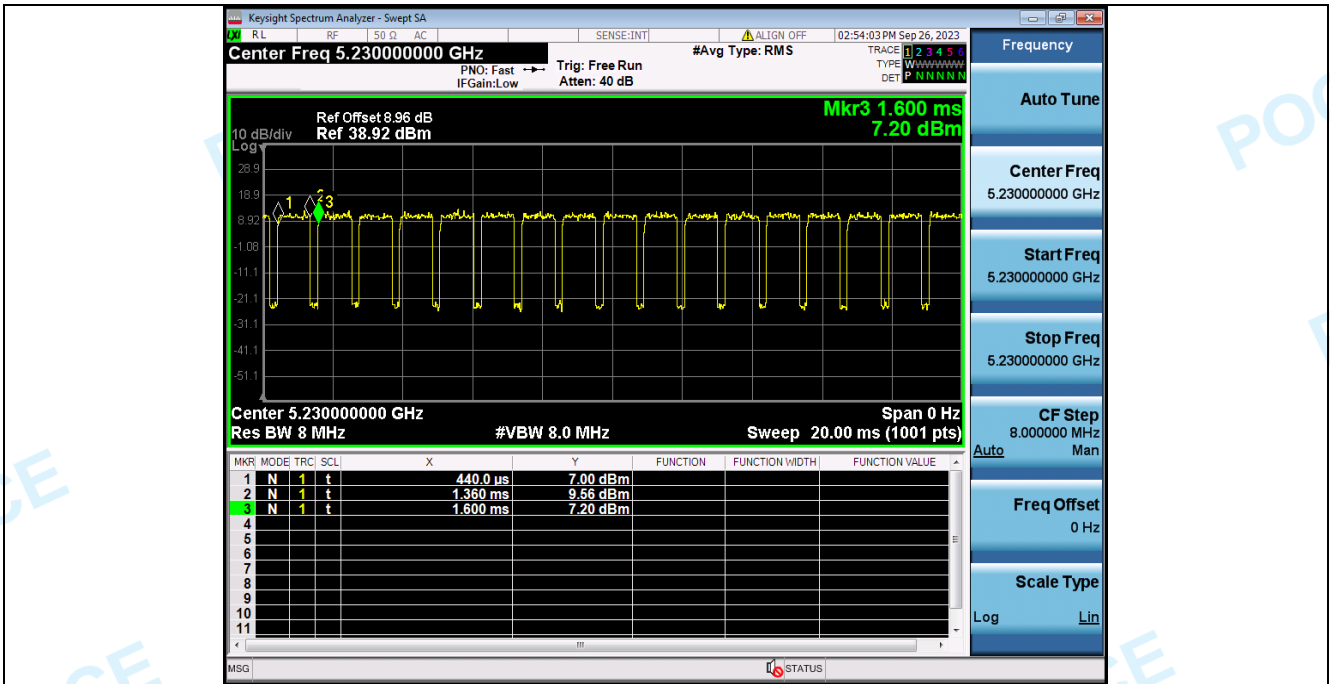 Keysight Spectrum Analyzer - Swept SA
LXI RL RF 50 Ω AC SENSE:INT ALIGN OFF 02:54:03 PM Sep 26, 2023
Center Freq 5.230000000 GHz
PNO: Fast
IFGain:Low
Trig: Free Run
Atten: 40 dB
#Avg Type: RMS
TRACE 1 2 3 4 5 6
TYPE WWWWWW
DET P N N N N N
Mkr3 1.600 ms
7.20 dBm
Ref Offset 8.96 dB
10 dB/div Ref 38.92 dBm
Log
28.9
18.9
8.92
-1.08
-11.1
-21.1
-31.1
-41.1
-51.1
1
2
3
Center 5.230000000 GHz Span 0 Hz
Res BW 8 MHz #VBW 8.0 MHz Sweep 20.00 ms (1001 pts)
MKR MODE TRC SCL X Y FUNCTION FUNCTION WIDTH FUNCTION VALUE
1 N 1 t 440.0 µs 7.00 dBm
2 N 1 t 1.360 ms 9.56 dBm
3 N 1 t 1.600 ms 7.20 dBm
4
5
6
7
8
9
10
11
MSG STATUS
Frequency
Auto Tune
Center Freq
5.230000000 GHz
Start Freq
5.230000000 GHz
Stop Freq
5.230000000 GHz
CF Step
8.000000 MHz
Auto Man
Freq Offset
0 Hz
Scale Type
Log Lin